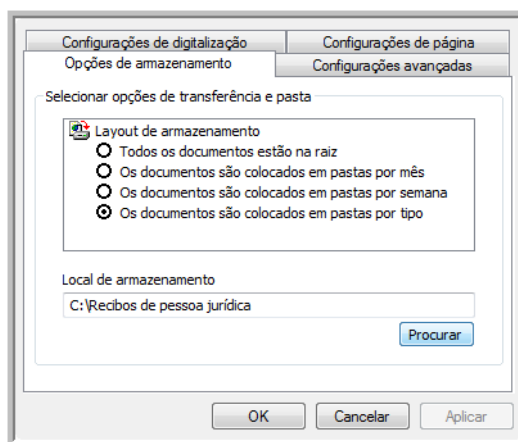 Configurações de digitalização
Configurações de página
Opções de armazenamento
Configurações avançadas
Selecionar opções de transferência e pasta
Layout de armazenamento
Todos os documentos estão na raiz
Os documentos são colocados em pastas por mês
Os documentos são colocados em pastas por semana
Os documentos são colocados em pastas por tipo
Local de armazenamento
C:\Recibos de pessoa jurídica
Procurar
OK
Cancelar
Aplicar